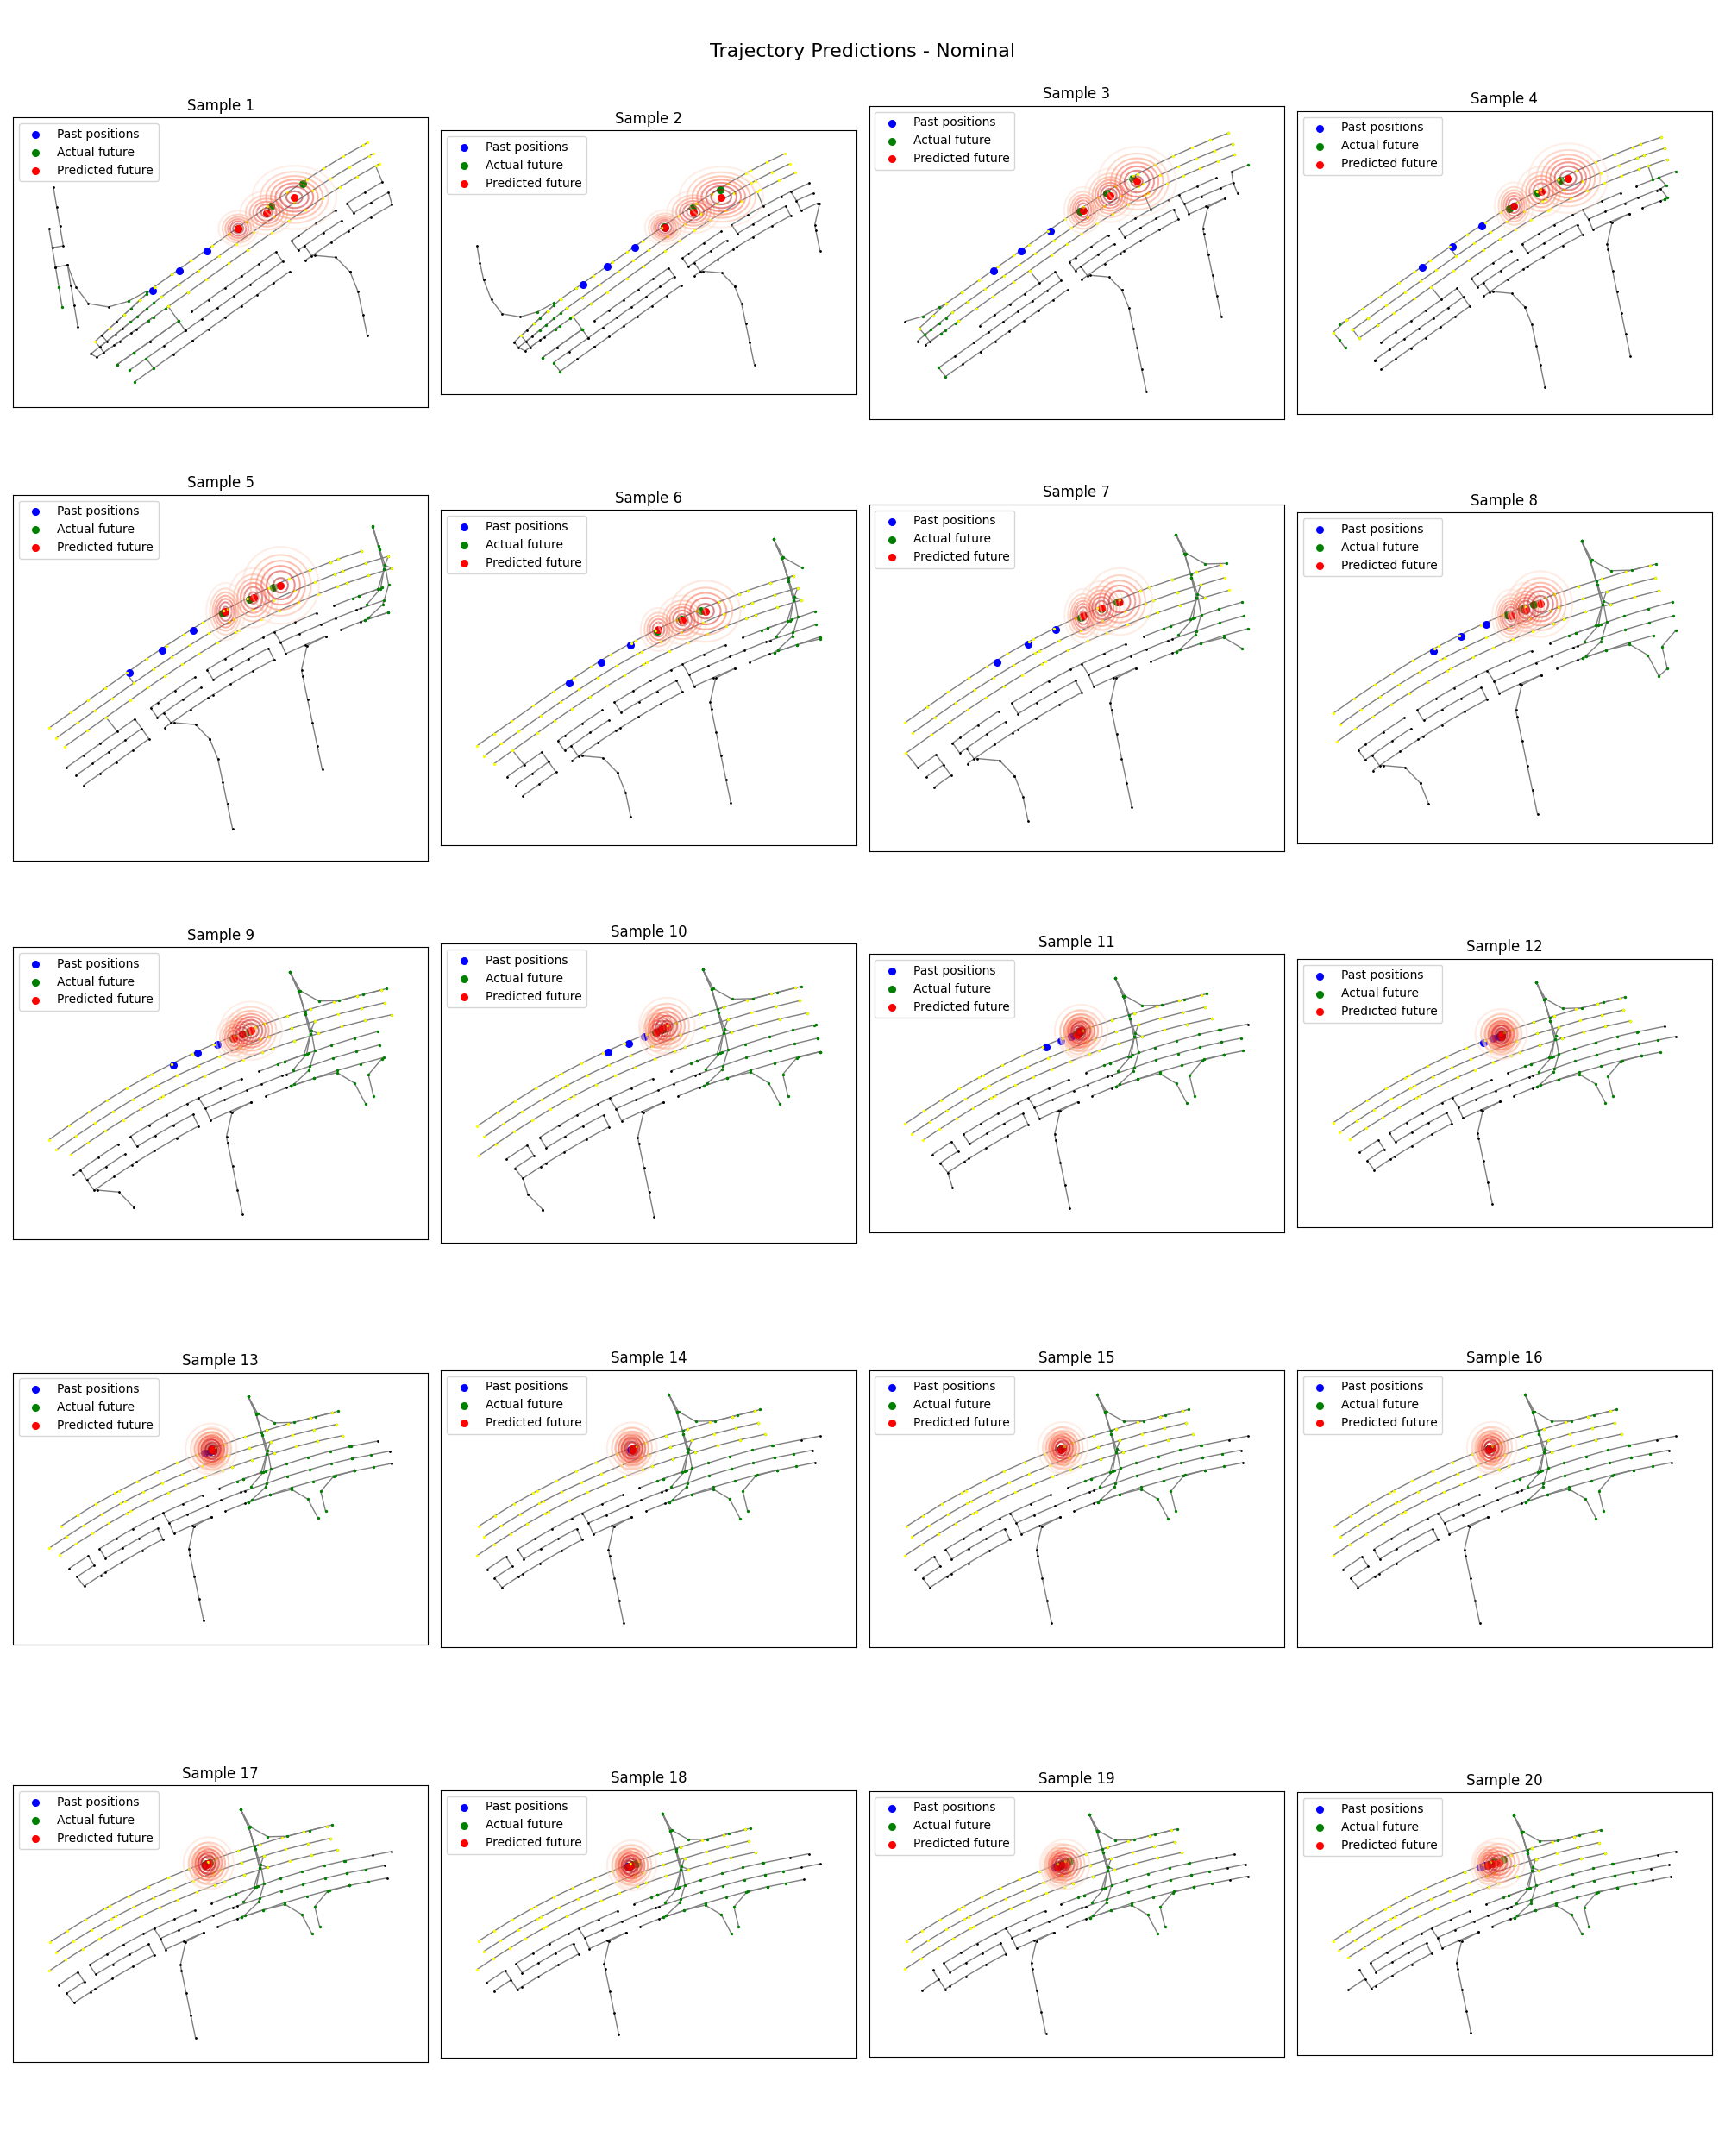 Trajectory Predictions - Nominal
Sample 1
Past positions
Actual future
Predicted future
Sample 2
Past positions
Actual future
Predicted future
Sample 3
Past positions
Actual future
Predicted future
Sample 4
Past positions
Actual future
Predicted future
Sample 5
Past positions
Actual future
Predicted future
Sample 6
Past positions
Actual future
Predicted future
Sample 7
Past positions
Actual future
Predicted future
Sample 8
Past positions
Actual future
Predicted future
Sample 9
Past positions
Actual future
Predicted future
Sample 10
Past positions
Actual future
Predicted future
Sample 11
Past positions
Actual future
Predicted future
Sample 12
Past positions
Actual future
Predicted future
Sample 13
Past positions
Actual future
Predicted future
Sample 14
Past positions
Actual future
Predicted future
Sample 15
Past positions
Actual future
Predicted future
Sample 16
Past positions
Actual future
Predicted future
Sample 17
Past positions
Actual future
Predicted future
Sample 18
Past positions
Actual future
Predicted future
Sample 19
Past positions
Actual future
Predicted future
Sample 20
Past positions
Actual future
Predicted future